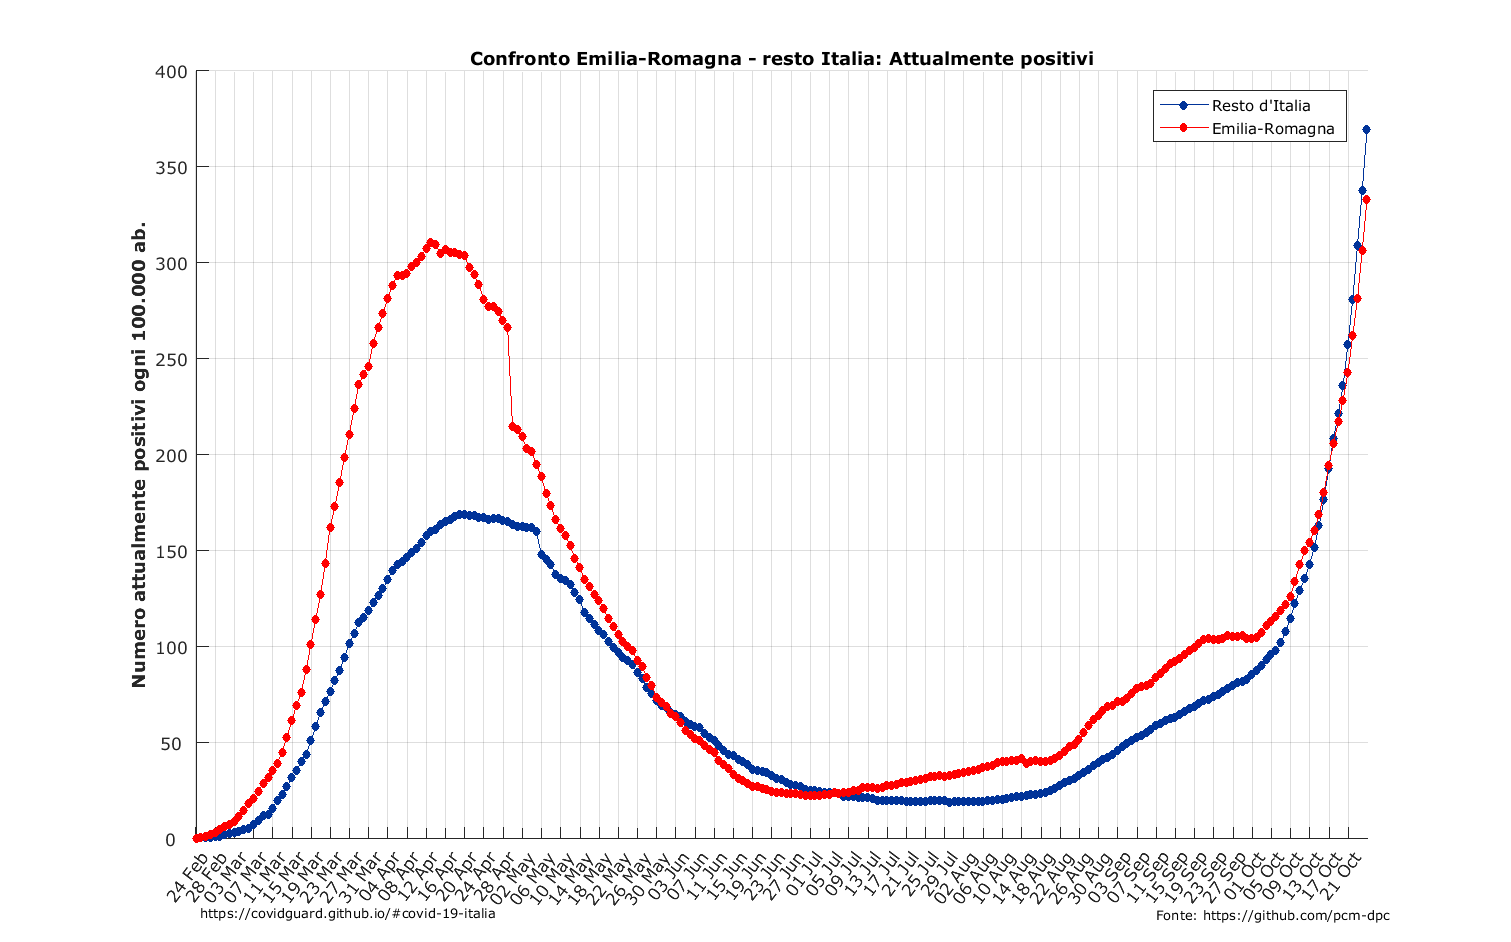 Confronto Emilia-Romagna - resto Italia: Attualmente positivi
Resto d'Italia
Emilia-Romagna
Numero attualmente positivi ogni 100.000 ab.
400
350
300
250
200
150
100
50
0
24 Feb
28 Feb
03 Mar
07 Mar
11 Mar
15 Mar
19 Mar
23 Mar
27 Mar
31 Mar
04 Apr
08 Apr
12 Apr
16 Apr
20 Apr
24 Apr
28 Apr
02 May
06 May
10 May
14 May
18 May
22 May
26 May
30 May
03 Jun
07 Jun
11 Jun
15 Jun
19 Jun
23 Jun
27 Jun
01 Jul
05 Jul
09 Jul
13 Jul
17 Jul
21 Jul
25 Jul
29 Jul
02 Aug
06 Aug
10 Aug
14 Aug
18 Aug
22 Aug
26 Aug
30 Aug
03 Sep
07 Sep
11 Sep
15 Sep
19 Sep
23 Sep
27 Sep
01 Oct
05 Oct
09 Oct
13 Oct
17 Oct
21 Oct
https://covidguard.github.io/#covid-19-italia
Fonte: https://github.com/pcm-dpc